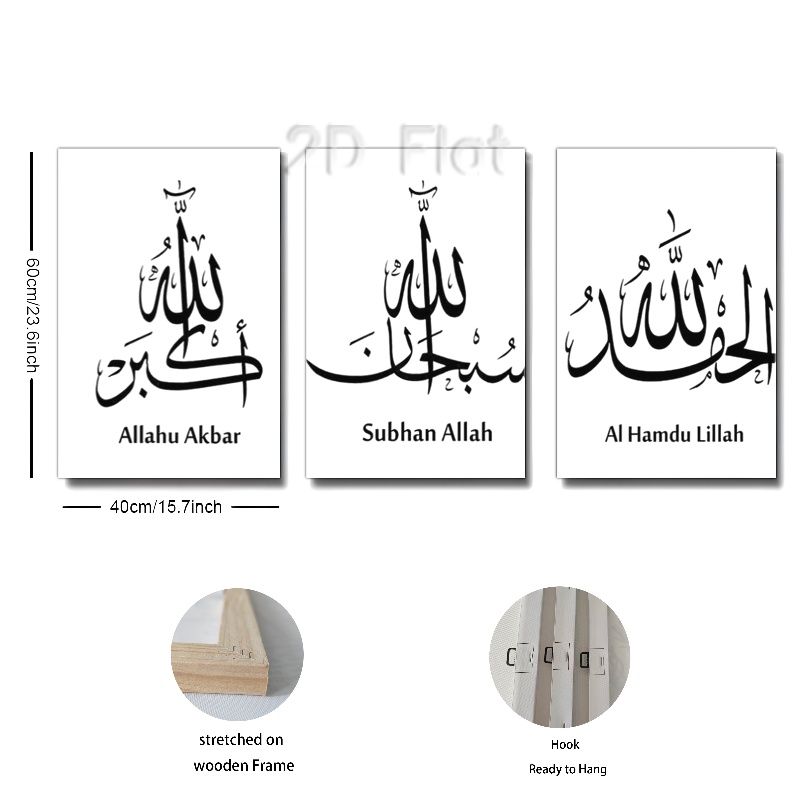 2D Flat
60cm/23.6inch
الله أكبر
Allahu Akbar
سبحان الله
Subhan Allah
الحمد لله
Al Hamdu Lillah
40cm/15.7inch
stretched on
wooden Frame
Hook
Ready to Hang